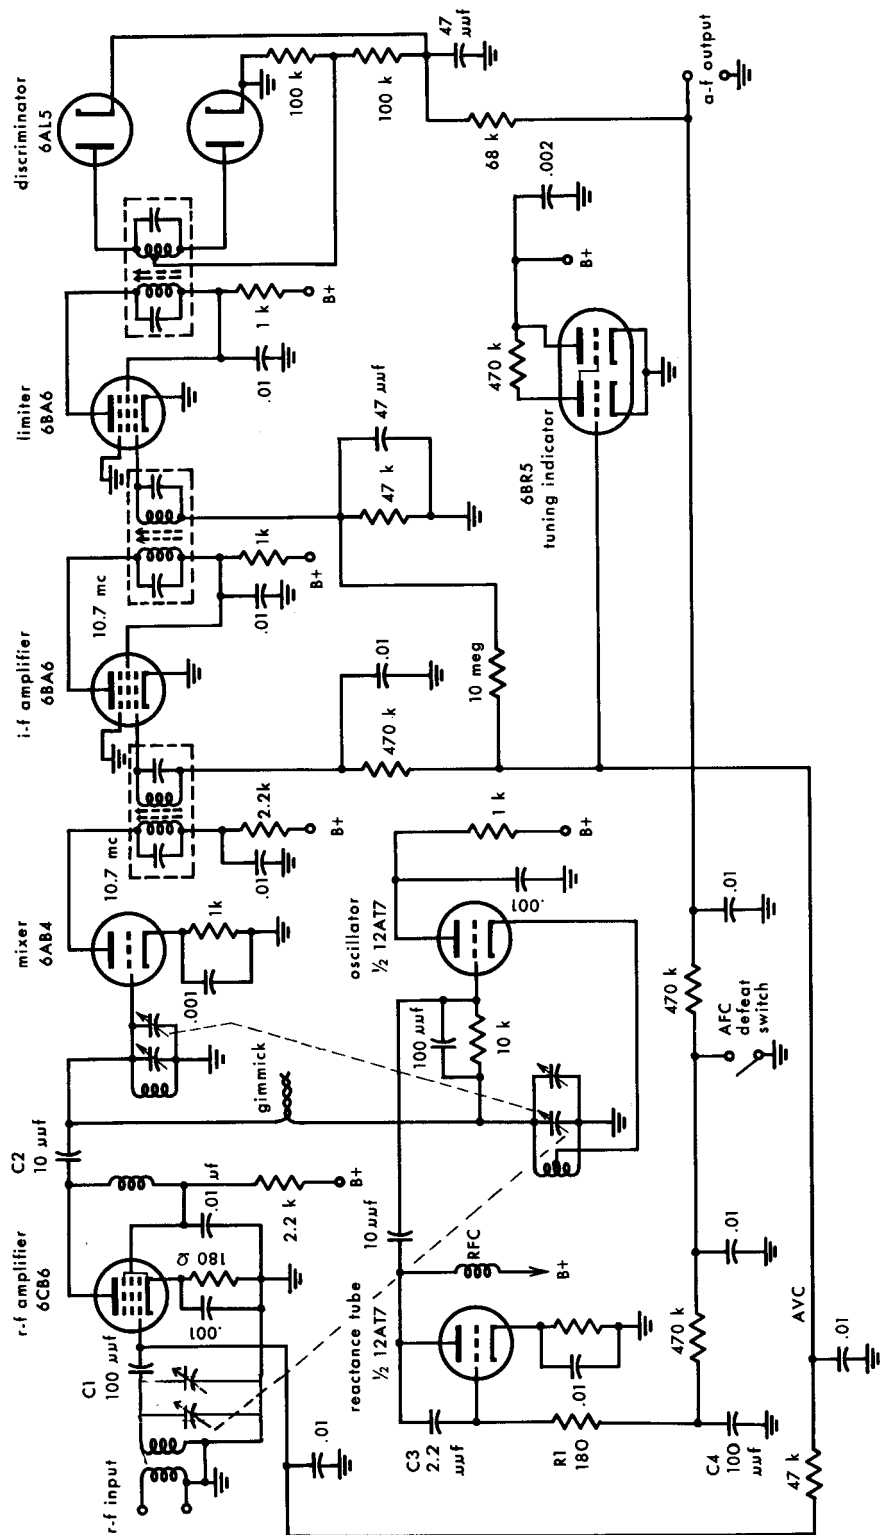 r-f input
C1
100 μμf
r-f amplifier
6CB6
.001
180 Ω
.01 μf
2.2 k
B+
.01
C2
10 μμf
gimmick
mixer
6AB4
.001
1k
10.7 mc
.01
2.2k
B+
i-f amplifier
6BA6
.01
470 k
10.7 mc
.01
1k
B+
10 meg
limiter
6BA6
47 k
47 μμf
.01
1 k
B+
discriminator
6AL5
100 k
100 k
47
μμf
68 k
a-f output
reactance tube
½ 12AT7
C3
2.2
μμf
R1
180
.01
C4
100
μμf
RFC
B+
10 μμf
oscillator
½ 12AT7
100 μμf
10 k
.001
1 k
B+
6BR5
tuning indicator
470 k
B+
.002
470 k
.01
AFC
defeat
switch
470 k
.01
47 k
AVC
.01